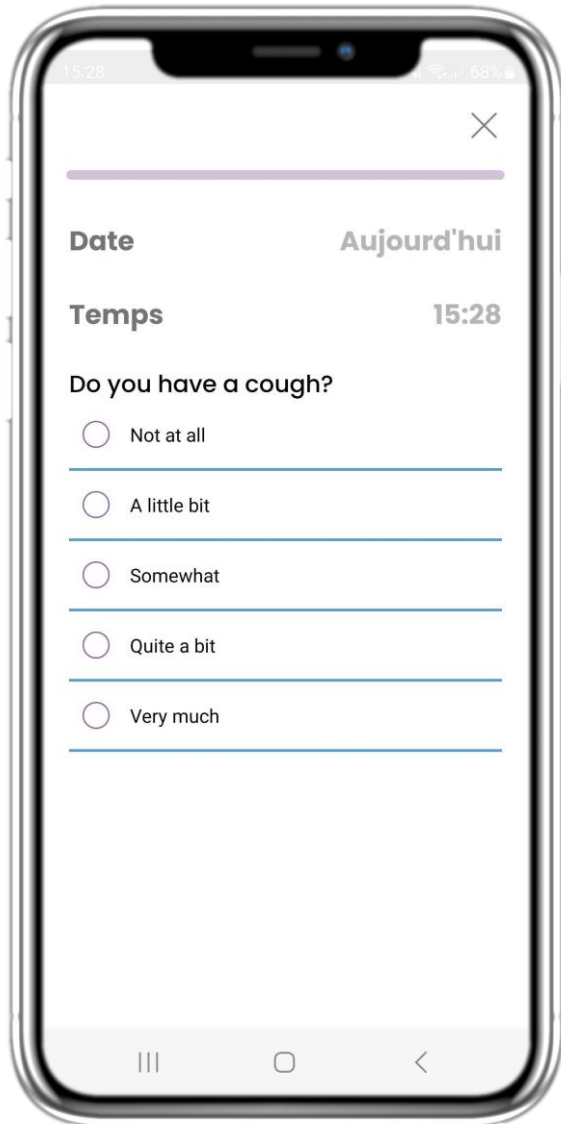 15:28 68%
Date Aujourd'hui
Temps 15:28
Do you have a cough?
Not at all
A little bit
Somewhat
Quite a bit
Very much